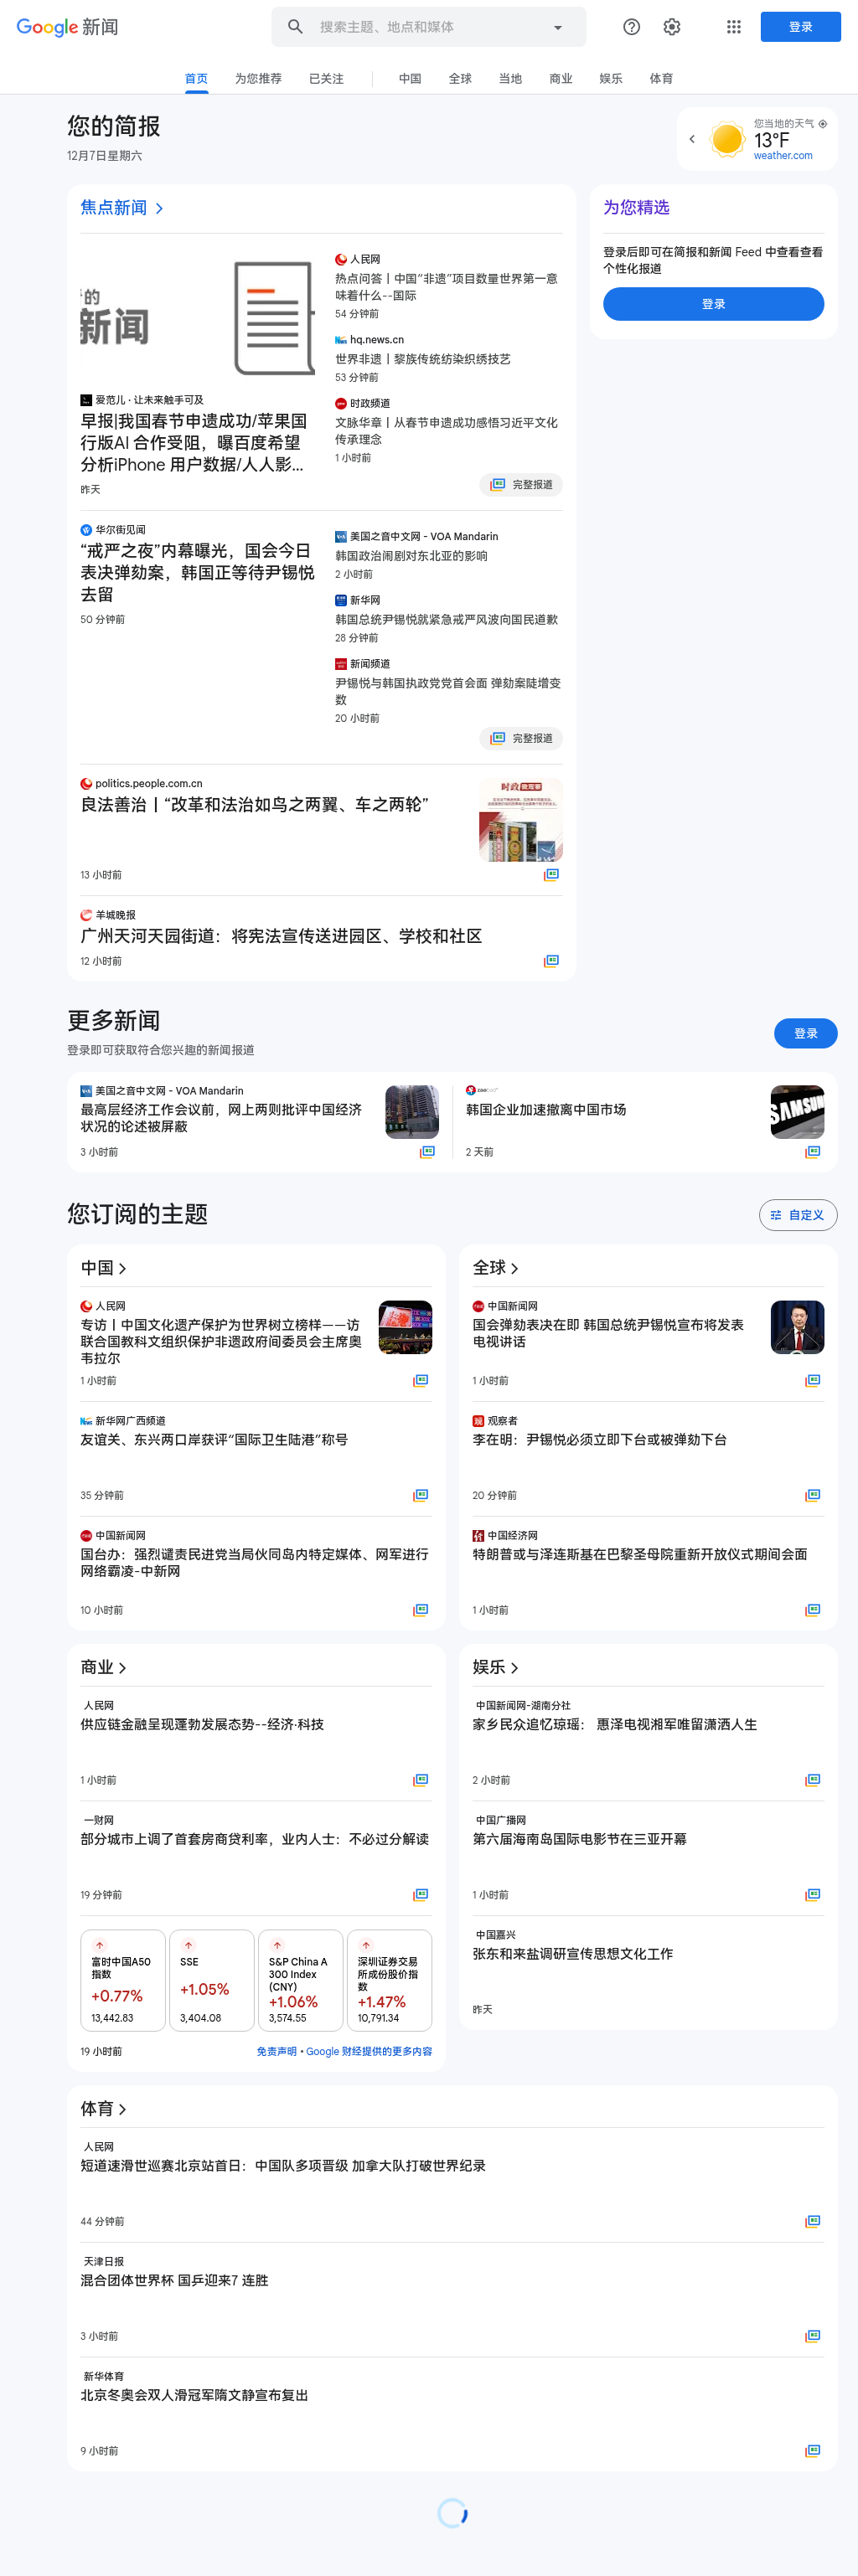 Google 新闻
搜索主题、地点和媒体
登录
首页
为您推荐
已关注
中国
全球
当地
商业
娱乐
体育
您的简报
12月7日星期六
您当地的天气
13°F
weather.com
焦点新闻
的
新闻
爱范儿 · 让未来触手可及
早报|我国春节申遗成功/苹果国
行版AI 合作受阻，曝百度希望
分析iPhone 用户数据/人人影...
昨天
人民网
热点问答丨中国“非遗”项目数量世界第一意
味着什么--国际
54 分钟前
hq.news.cn
世界非遗丨黎族传统纺染织绣技艺
53 分钟前
时政频道
文脉华章丨从春节申遗成功感悟习近平文化
传承理念
1 小时前
完整报道
华尔街见闻
“戒严之夜”内幕曝光，国会今日
表决弹劾案，韩国正等待尹锡悦
去留
50 分钟前
美国之音中文网 - VOA Mandarin
韩国政治闹剧对东北亚的影响
2 小时前
新华网
韩国总统尹锡悦就紧急戒严风波向国民道歉
28 分钟前
新闻频道
尹锡悦与韩国执政党党首会面 弹劾案陡增变
数
20 小时前
完整报道
politics.people.com.cn
良法善治丨“改革和法治如鸟之两翼、车之两轮”
时政微观察
13 小时前
羊城晚报
广州天河天园街道：将宪法宣传送进园区、学校和社区
12 小时前
为您精选
登录后即可在简报和新闻 Feed 中查看查看
个性化报道
登录
更多新闻
登录即可获取符合您兴趣的新闻报道
登录
美国之音中文网 - VOA Mandarin
最高层经济工作会议前，网上两则批评中国经济
状况的论述被屏蔽
3 小时前
韩国企业加速撤离中国市场
SAMSUNG
2 天前
您订阅的主题
自定义
中国
人民网
专访丨中国文化遗产保护为世界树立榜样——访
联合国教科文组织保护非遗政府间委员会主席奥
韦拉尔
1 小时前
新华网广西频道
友谊关、东兴两口岸获评“国际卫生陆港”称号
35 分钟前
中国新闻网
国台办：强烈谴责民进党当局伙同岛内特定媒体、网军进行
网络霸凌-中新网
10 小时前
全球
中国新闻网
国会弹劾表决在即 韩国总统尹锡悦宣布将发表
电视讲话
1 小时前
观察者
李在明：尹锡悦必须立即下台或被弹劾下台
20 分钟前
中国经济网
特朗普或与泽连斯基在巴黎圣母院重新开放仪式期间会面
1 小时前
商业
人民网
供应链金融呈现蓬勃发展态势--经济·科技
1 小时前
一财网
部分城市上调了首套房商贷利率，业内人士：不必过分解读
19 分钟前
富时中国A50
指数
+0.77%
13,442.83
SSE
+1.05%
3,404.08
S&P China A
300 Index
(CNY)
+1.06%
3,574.55
深圳证券交易
所成份股价指
数
+1.47%
10,791.34
19 小时前
免责声明 • Google 财经提供的更多内容
娱乐
中国新闻网-湖南分社
家乡民众追忆琼瑶： 惠泽电视湘军唯留潇洒人生
2 小时前
中国广播网
第六届海南岛国际电影节在三亚开幕
1 小时前
中国嘉兴
张东和来盐调研宣传思想文化工作
昨天
体育
人民网
短道速滑世巡赛北京站首日：中国队多项晋级 加拿大队打破世界纪录
44 分钟前
天津日报
混合团体世界杯 国乒迎来7 连胜
3 小时前
新华体育
北京冬奥会双人滑冠军隋文静宣布复出
9 小时前